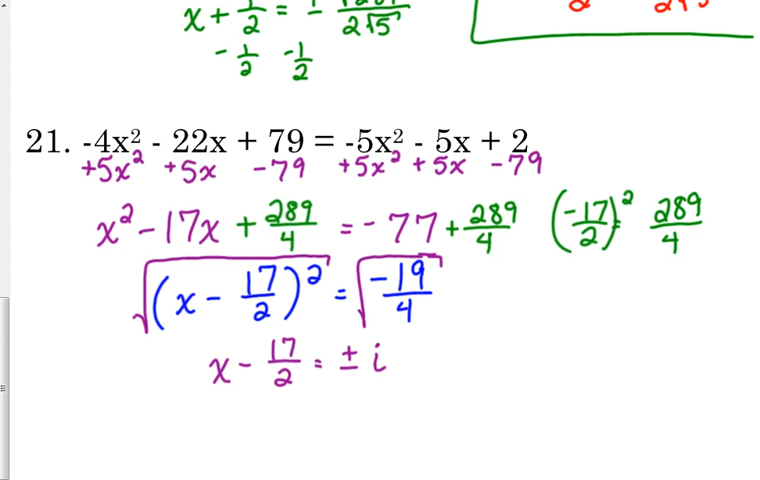 x + 1/2 = ±
2√5
- 1/2 -1/2
21. -4x² - 22x + 79 = -5x² - 5x + 2
+5x² +5x -79 +5x² +5x -79
x² - 17x + 289/4 = -77 + 289/4 (-17/2)² 289/4
√(x - 17/2)² = √-19/4
x - 17/2 = ± i